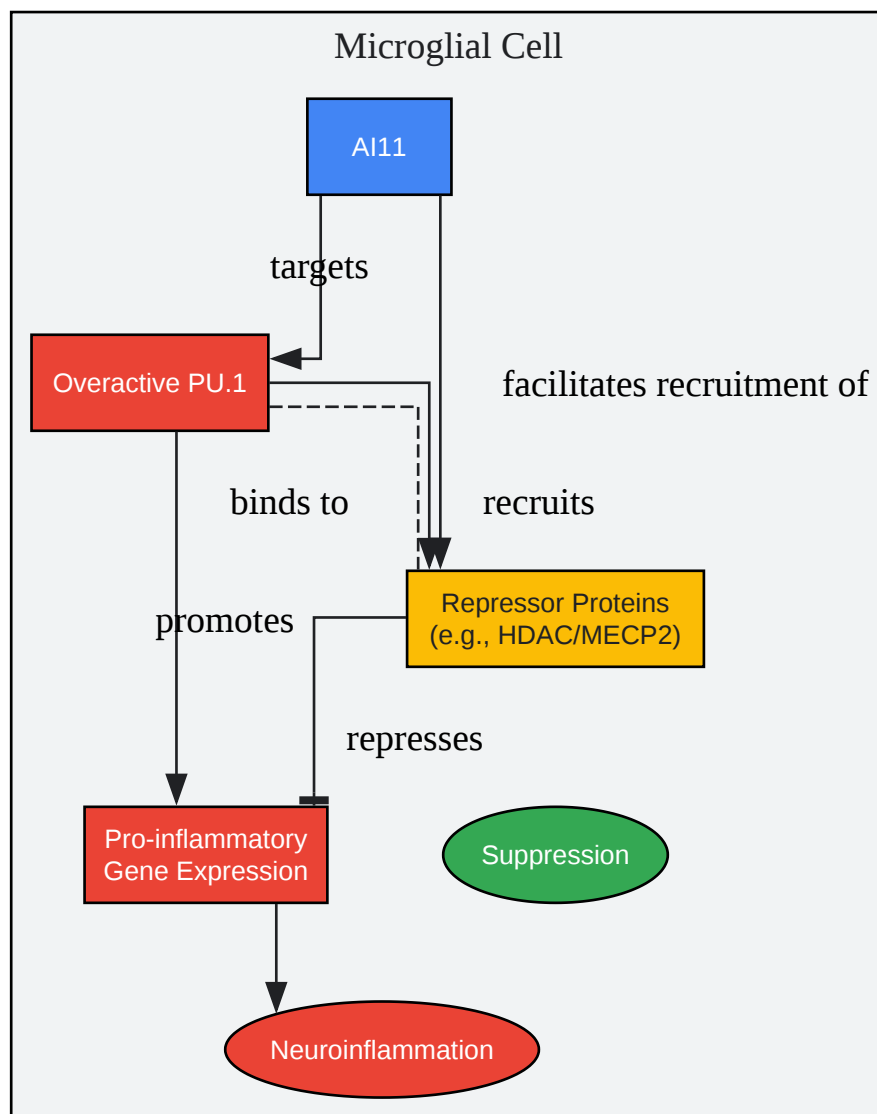 Microglial Cell
AI11
targets
Overactive PU.1
facilitates recruitment of
binds to
recruits
Repressor Proteins
(e.g., HDAC/MECP2)
promotes
represses
Pro-inflammatory
Gene Expression
Suppression
Neuroinflammation